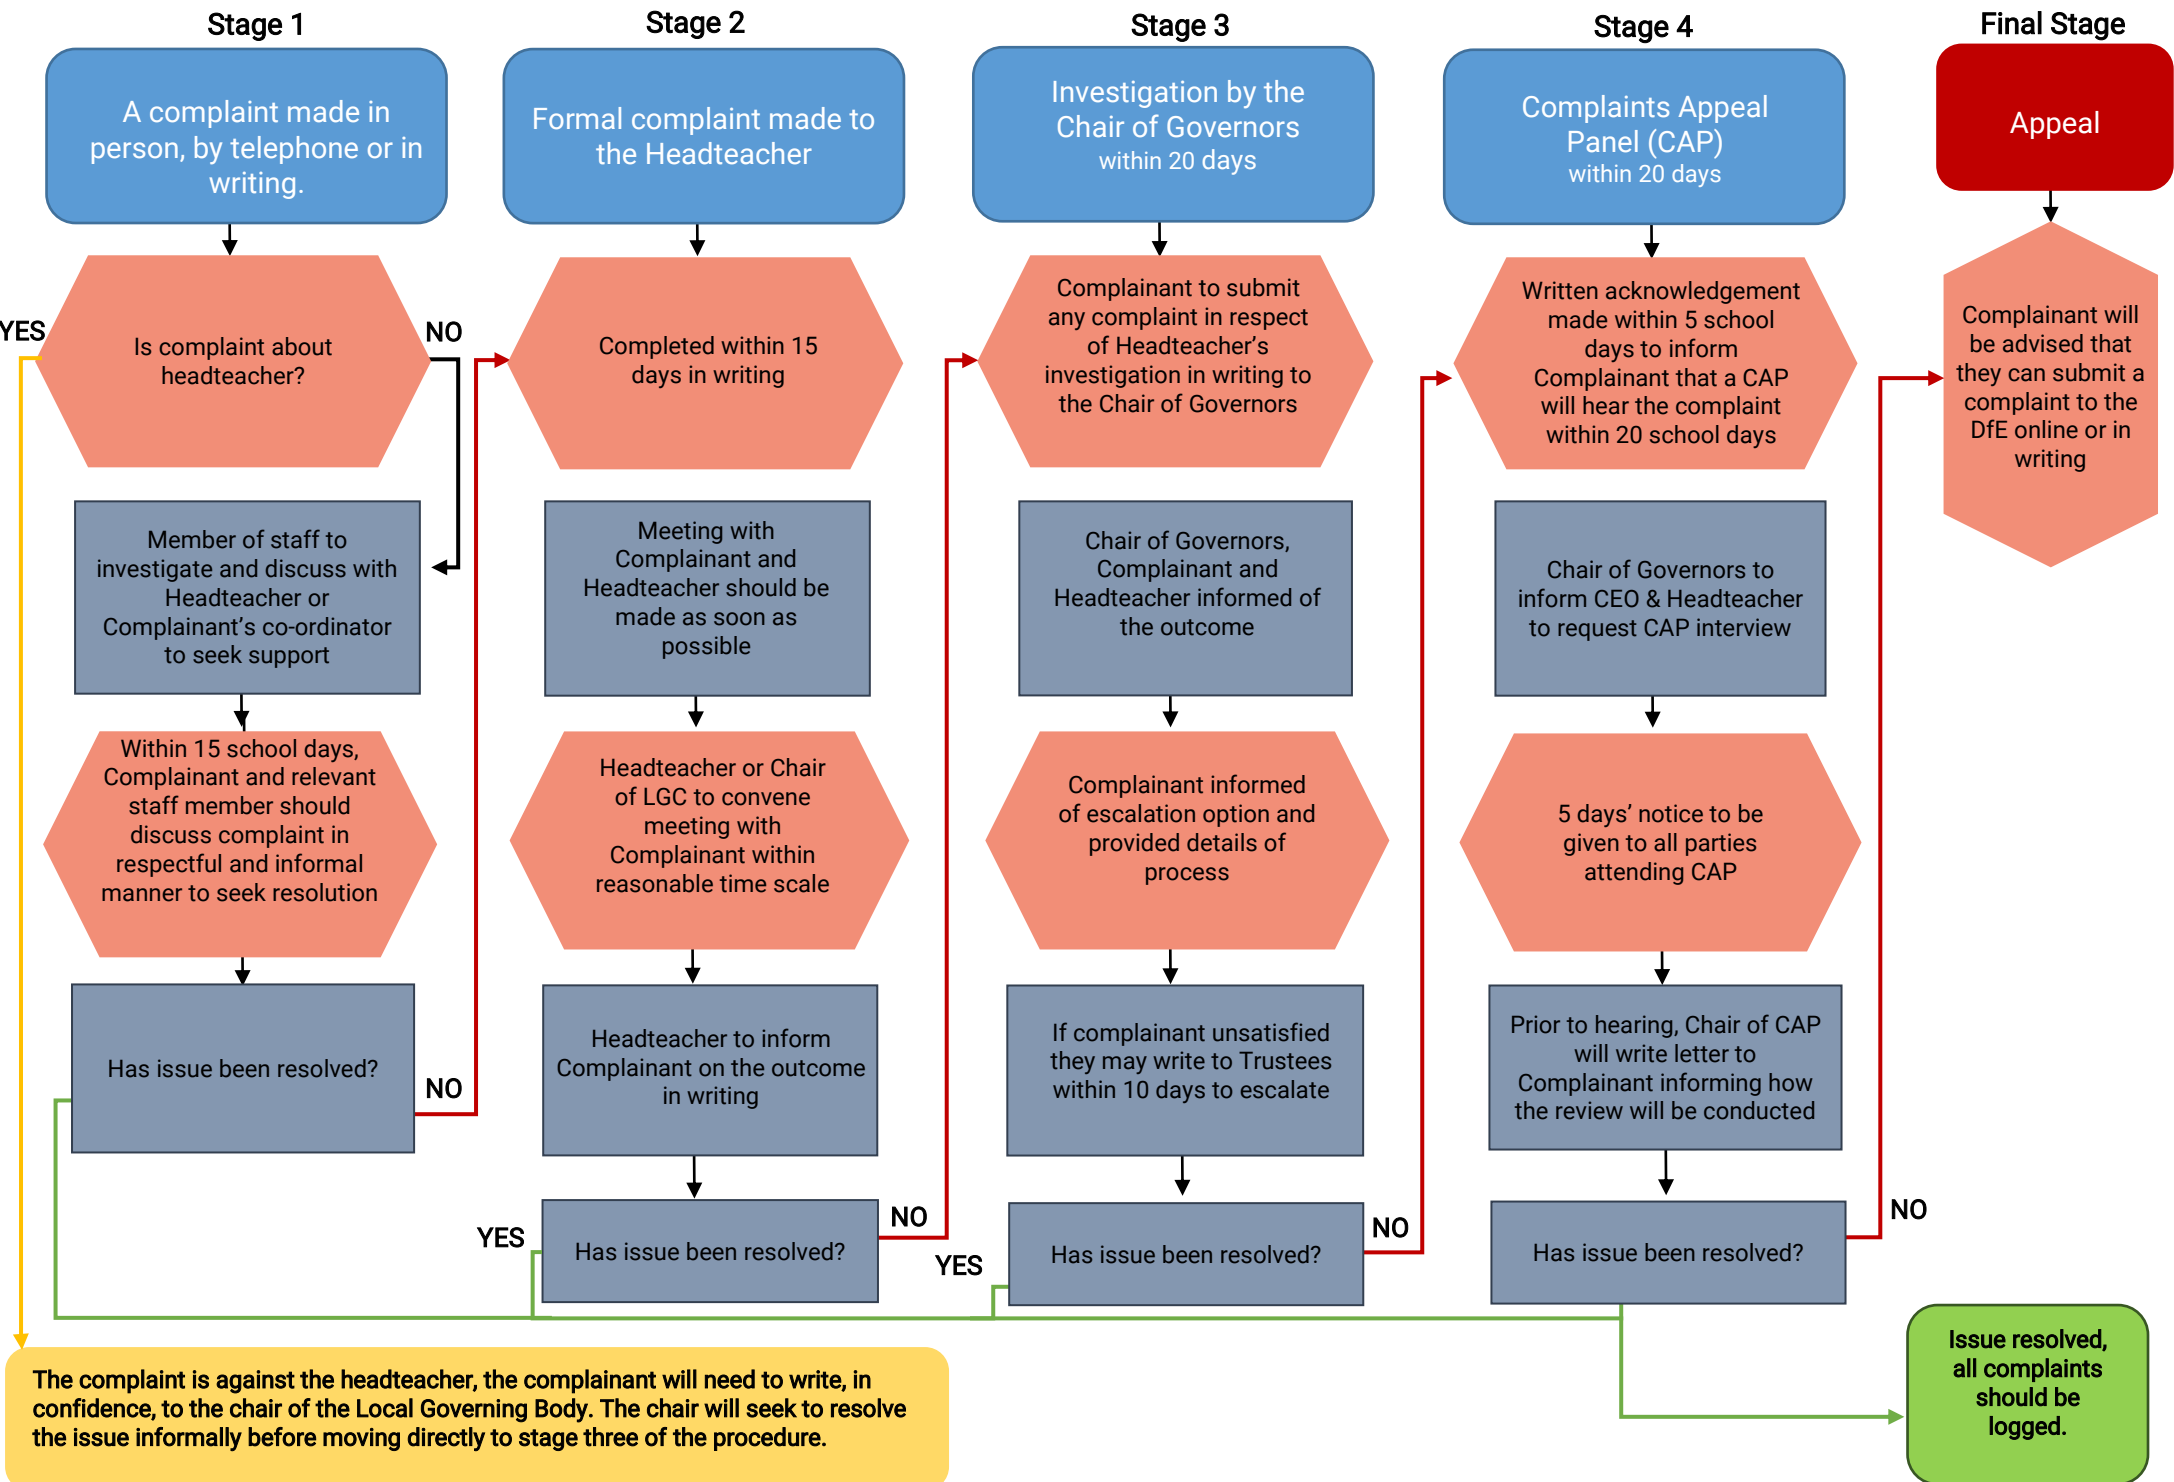 Stage 1
A complaint made in
person, by telephone or in
writing.
YES
NO
Is complaint about
headteacher?
Member of staff to
investigate and discuss with
Headteacher or
Complainant’s co-ordinator
to seek support
Within 15 school days,
Complainant and relevant
staff member should
discuss complaint in
respectful and informal
manner to seek resolution
Has issue been resolved?
NO
Stage 2
Formal complaint made to
the Headteacher
Completed within 15
days in writing
Meeting with
Complainant and
Headteacher should be
made as soon as
possible
Headteacher or Chair
of LGC to convene
meeting with
Complainant within
reasonable time scale
Headteacher to inform
Complainant on the outcome
in writing
YES
Has issue been resolved?
NO
Stage 3
Investigation by the
Chair of Governors
within 20 days
Complainant to submit
any complaint in respect
of Headteacher’s
investigation in writing to
the Chair of Governors
Chair of Governors,
Complainant and
Headteacher informed of
the outcome
Complainant informed
of escalation option and
provided details of
process
If complainant unsatisfied
they may write to Trustees
within 10 days to escalate
YES
Has issue been resolved?
NO
Stage 4
Complaints Appeal
Panel (CAP)
within 20 days
Written acknowledgement
made within 5 school
days to inform
Complainant that a CAP
will hear the complaint
within 20 school days
Chair of Governors to
inform CEO & Headteacher
to request CAP interview
5 days’ notice to be
given to all parties
attending CAP
Prior to hearing, Chair of CAP
will write letter to
Complainant informing how
the review will be conducted
Has issue been resolved?
NO
Final Stage
Appeal
Complainant will
be advised that
they can submit a
complaint to the
DfE online or in
writing
The complaint is against the headteacher, the complainant will need to write, in
confidence, to the chair of the Local Governing Body. The chair will seek to resolve
the issue informally before moving directly to stage three of the procedure.
Issue resolved,
all complaints
should be
logged.